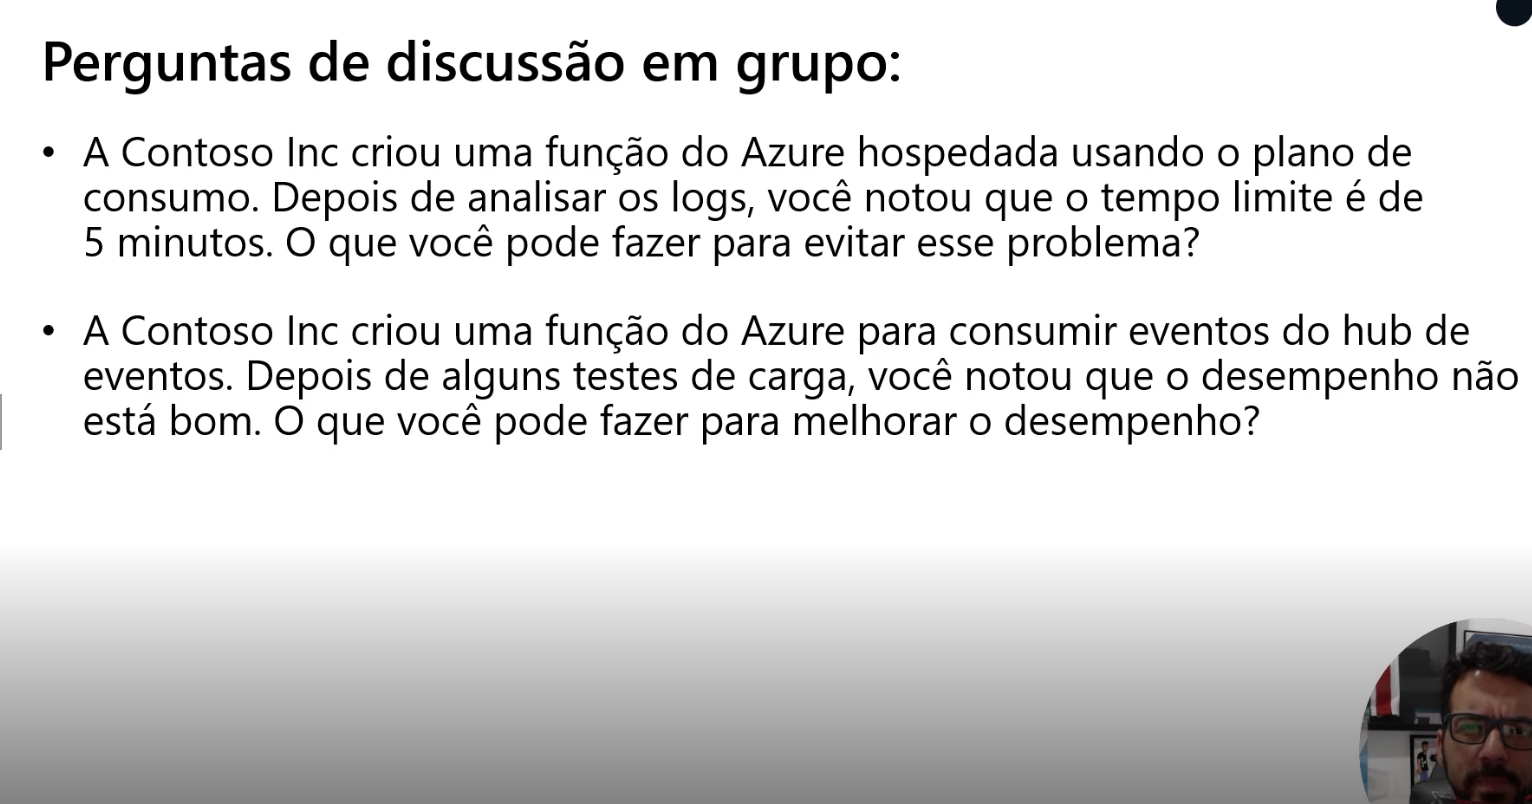 Perguntas de discussão em grupo:
• A Contoso Inc criou uma função do Azure hospedada usando o plano de
consumo. Depois de analisar os logs, você notou que o tempo limite é de
5 minutos. O que você pode fazer para evitar esse problema?
• A Contoso Inc criou uma função do Azure para consumir eventos do hub de
eventos. Depois de alguns testes de carga, você notou que o desempenho não
está bom. O que você pode fazer para melhorar o desempenho?